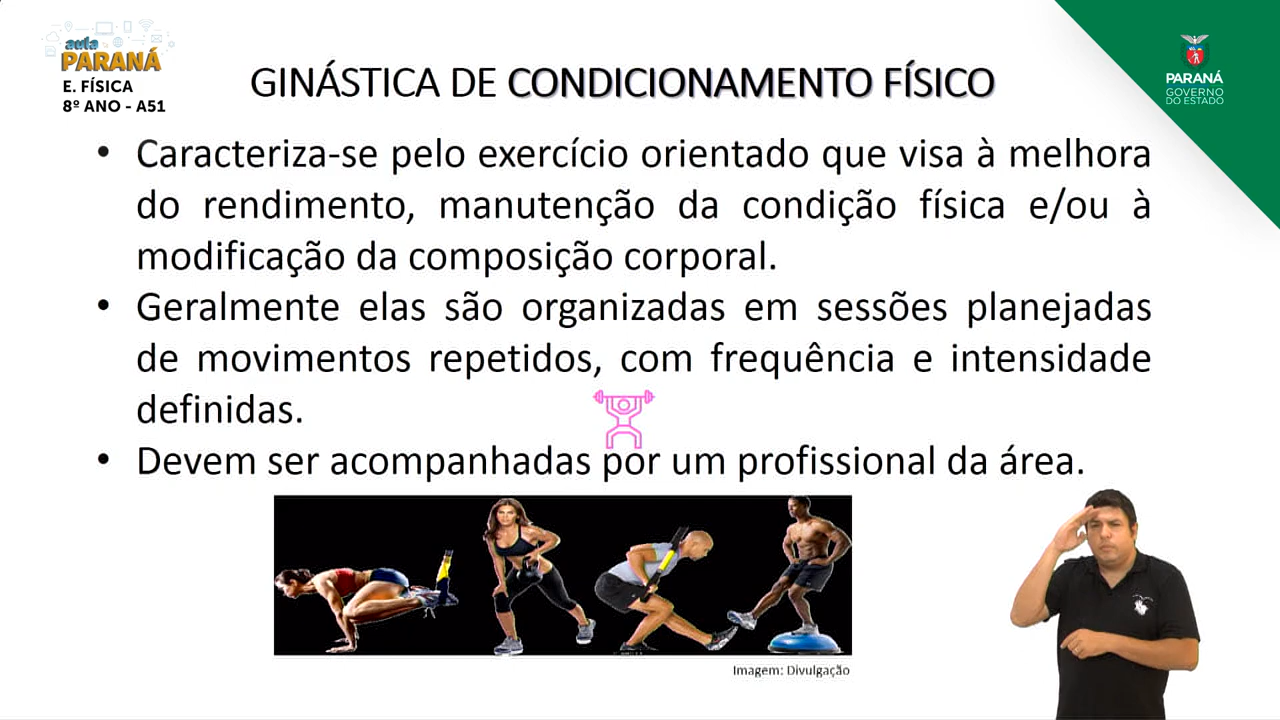 aula
PARANÁ
E. FÍSICA
8º ANO - A51
GINÁSTICA DE CONDICIONAMENTO FÍSICO
PARANÁ
GOVERNO
DO ESTADO
• Caracteriza-se pelo exercício orientado que visa à melhora
do rendimento, manutenção da condição física e/ou à
modificação da composição corporal.
• Geralmente elas são organizadas em sessões planejadas
de movimentos repetidos, com frequência e intensidade
definidas.
• Devem ser acompanhadas por um profissional da área.
Imagem: Divulgação